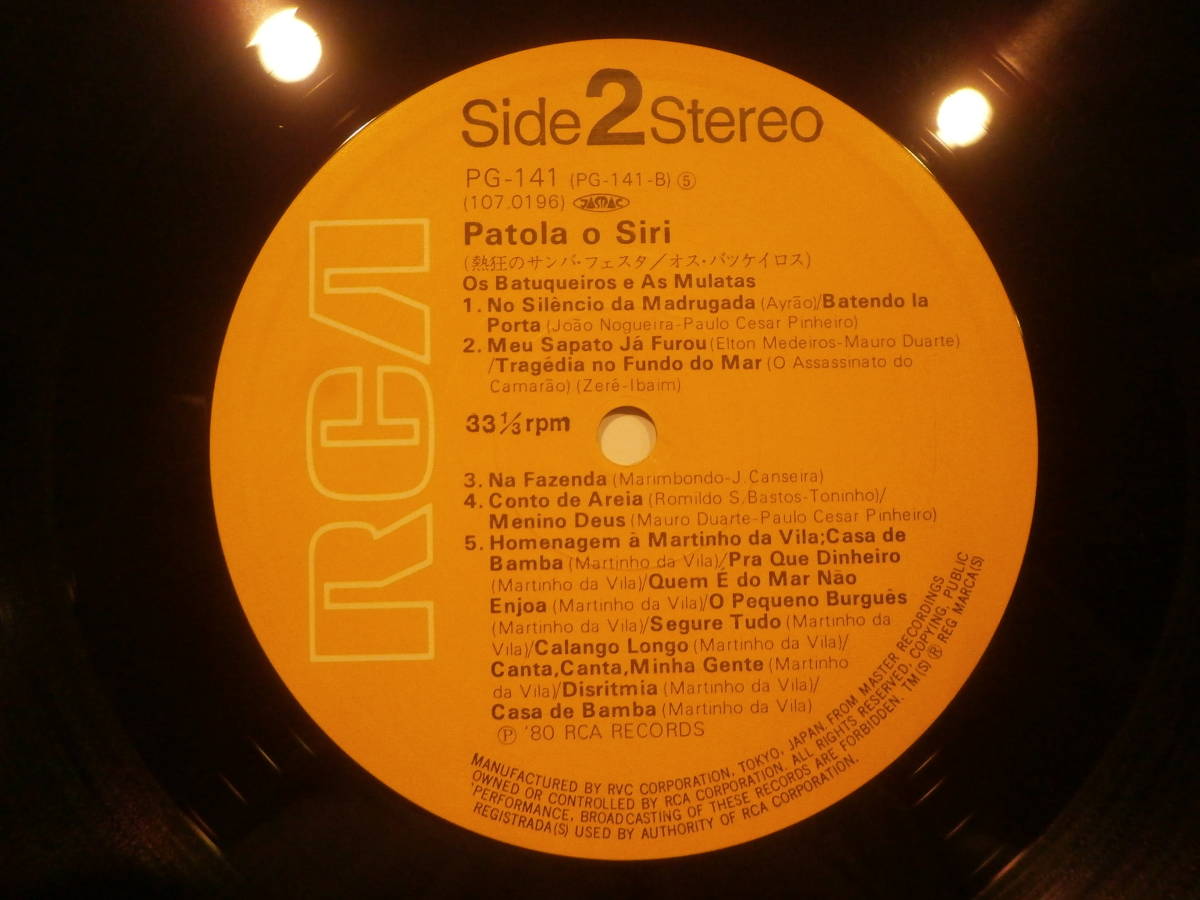 Side 2 Stereo
PG-141 (PG-141-B) ⑤
(107.0196) JASRAC
Patola o Siri
(熱狂のサンバ・フェスタ/オス・バツケイロス)
Os Batuqueiros e As Mulatas
1. No Silêncio da Madrugada (Ayrão)/Batendo la
Porta (João Nogueira-Paulo Cesar Pinheiro)
2. Meu Sapato Já Furou (Elton Medeiros-Mauro Duarte)
/Tragédia no Fundo do Mar (O Assassinato do
Camarão) (Zerê-Ibaim)
33 1/3 rpm
3. Na Fazenda (Marimbondo-J. Canseira)
4. Conto de Areia (Romildo S. Bastos-Toninho)/
Menino Deus (Mauro Duarte-Paulo Cesar Pinheiro)
5. Homenagem à Martinho da Vila;Casa de
Bamba (Martinho da Vila)/Pra Que Dinheiro
(Martinho da Vila)/Quem É do Mar Não
Enjoa (Martinho da Vila)/O Pequeno Burguês
(Martinho da Vila)/Segure Tudo (Martinho da
Vila)/Calango Longo (Martinho da Vila)/
Canta,Canta,Minha Gente (Martinho
da Vila)/Disritmia (Martinho da Vila)/
Casa de Bamba (Martinho da Vila)
Ⓟ '80 RCA RECORDS
RCA
MANUFACTURED BY RVC CORPORATION, TOKYO, JAPAN. FROM MASTER RECORDINGS
OWNED OR CONTROLLED BY RCA CORPORATION. ALL RIGHTS RESERVED, COPYING, PUBLIC
PERFORMANCE, BROADCASTING OF THESE RECORDS ARE FORBIDDEN. TM(S) ® REG MARCA(S)
REGISTRADA(S) USED BY AUTHORITY OF RCA CORPORATION.